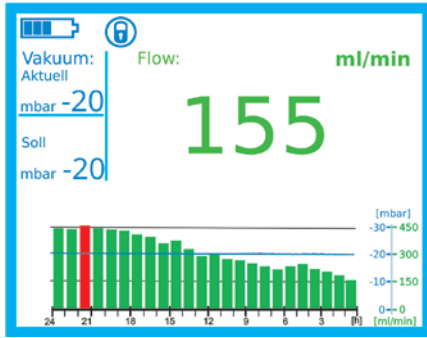 Vakuum:
Aktuell
mbar -20
Soll
mbar -20
Flow:
ml/min
155
[mbar]
-30 450
-20 300
-10 150
0 0
24 21 18 15 12 9 6 3 [h]
[ml/min]